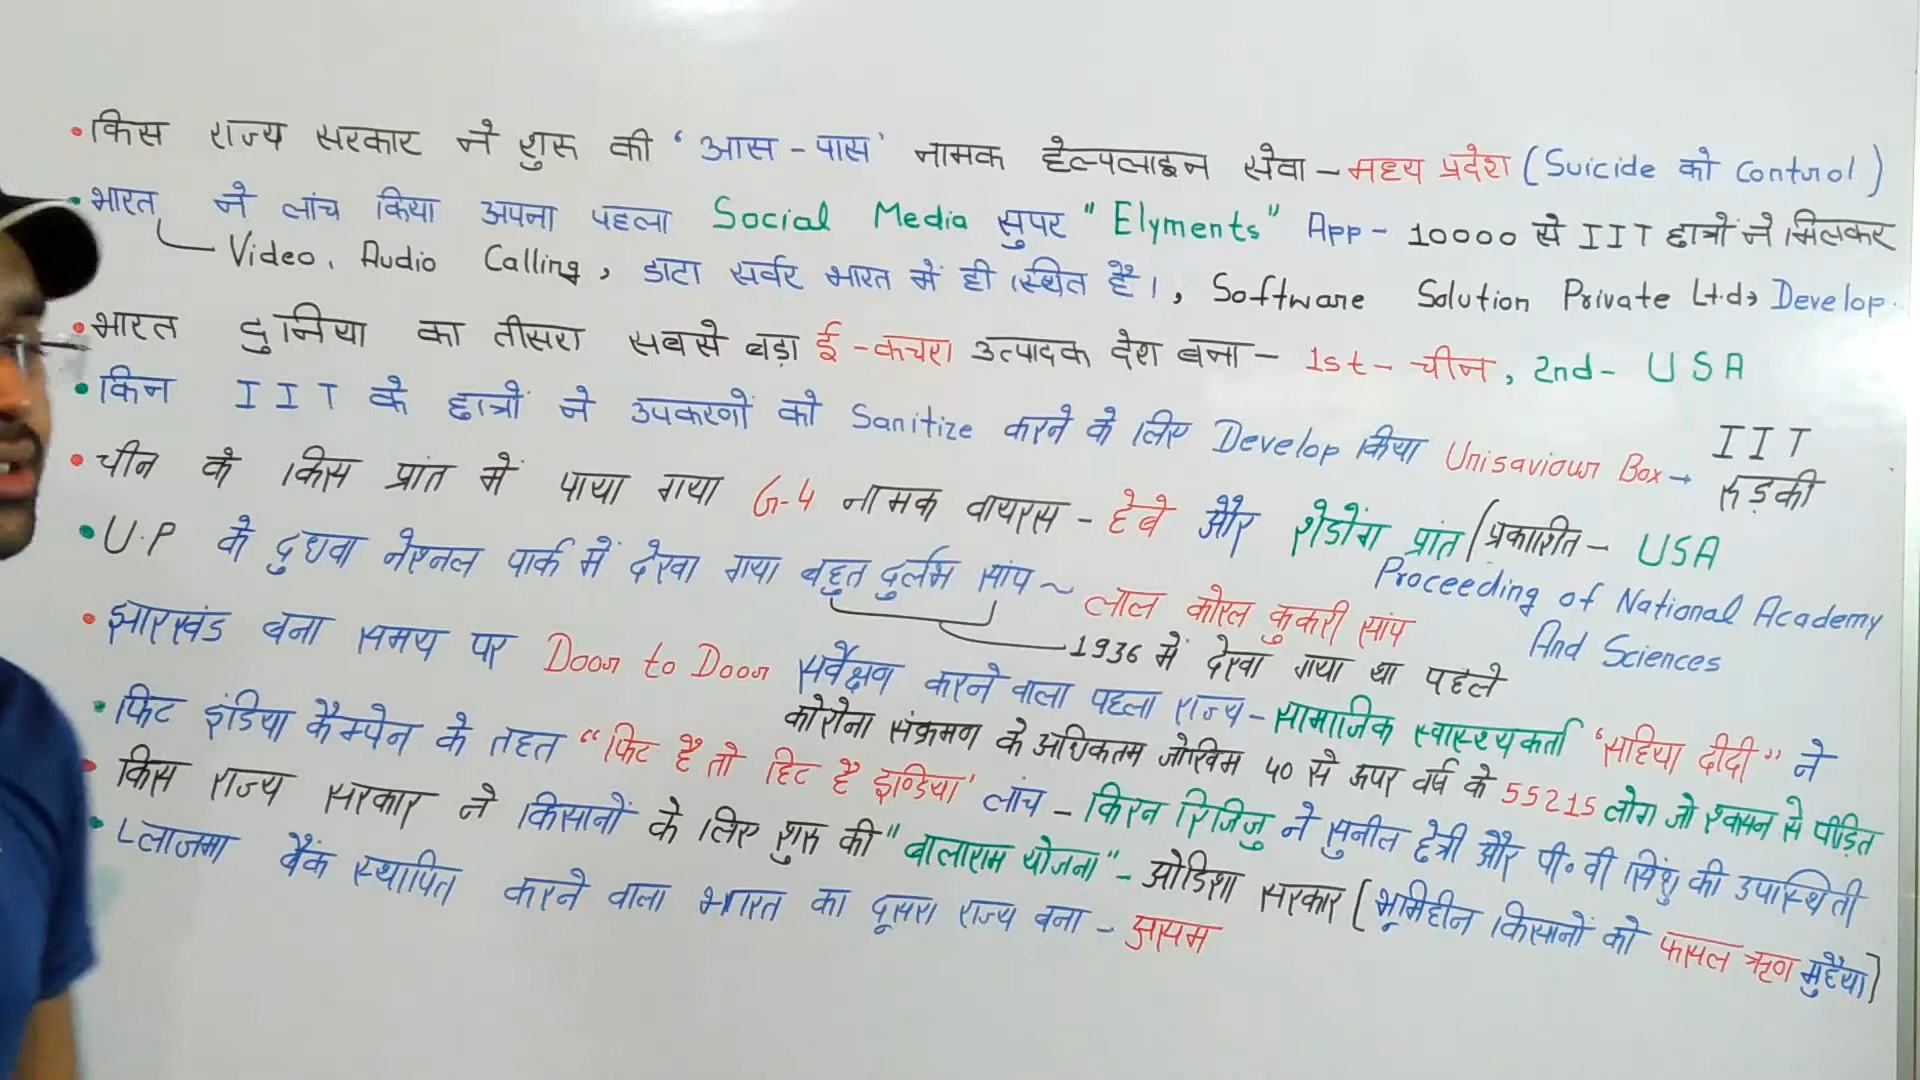 • किस राज्य सरकार ने शुरू की 'आस-पास' नामक हेल्पलाइन सेवा - मध्य प्रदेश (Suicide को Control)
• भारत ने लांच किया अपना पहला Social Media सुपर "Elyments" App - 10000 से IIT छात्रों ने मिलकर
Video, Audio Calling, डाटा सर्वर भारत में ही स्थित है।, Software Solution Private Ltd, Develop.
• भारत दुनिया का तीसरा सबसे बड़ा ई-कचरा उत्पादक देश बना - 1st - चीन, 2nd - USA
• किन IIT के छात्रों ने उपकरणों को Sanitize करने के लिए Develop किया Unisaviour Box → IIT रुड़की
• चीन के किस प्रांत में पाया गया G-4 नामक वायरस - हेबे और शेडोंग प्रांत / प्रकाशित - USA
Proceeding of National Academy
And Sciences
• U.P के दुधवा नेश्नल पार्क में देखा गया बहुत दुर्लभ सांप ~ लाल कोरल कुकरी सांप
1936 में देखा गया था पहले
• झारखंड बना समय पर Door to Door सर्वेक्षण करने वाला पहला राज्य - सामाजिक स्वास्थ्यकर्ता 'सहिया दीदी" ने
कोरोना संक्रमण के अधिकतम जोखिम 40 से ऊपर वर्ष के 55215 लोग जो श्वसन से पीड़ित
• फिट इंडिया कैम्पेन के तहत "फिट है तो हिट है इण्डिया' लांच - किरन रिजिजु ने सुनील छेत्री और पी॰ वी सिंधु की उपास्थिती
• किस राज्य सरकार ने किसानों के लिए शुरू की "बालाराम योजना" - ओडिशा सरकार [भूमिहीन किसानों को फासल ऋण मुहैया]
• प्लाजमा बैंक स्थापित करने वाला भारत का दूसरा राज्य बना - असम